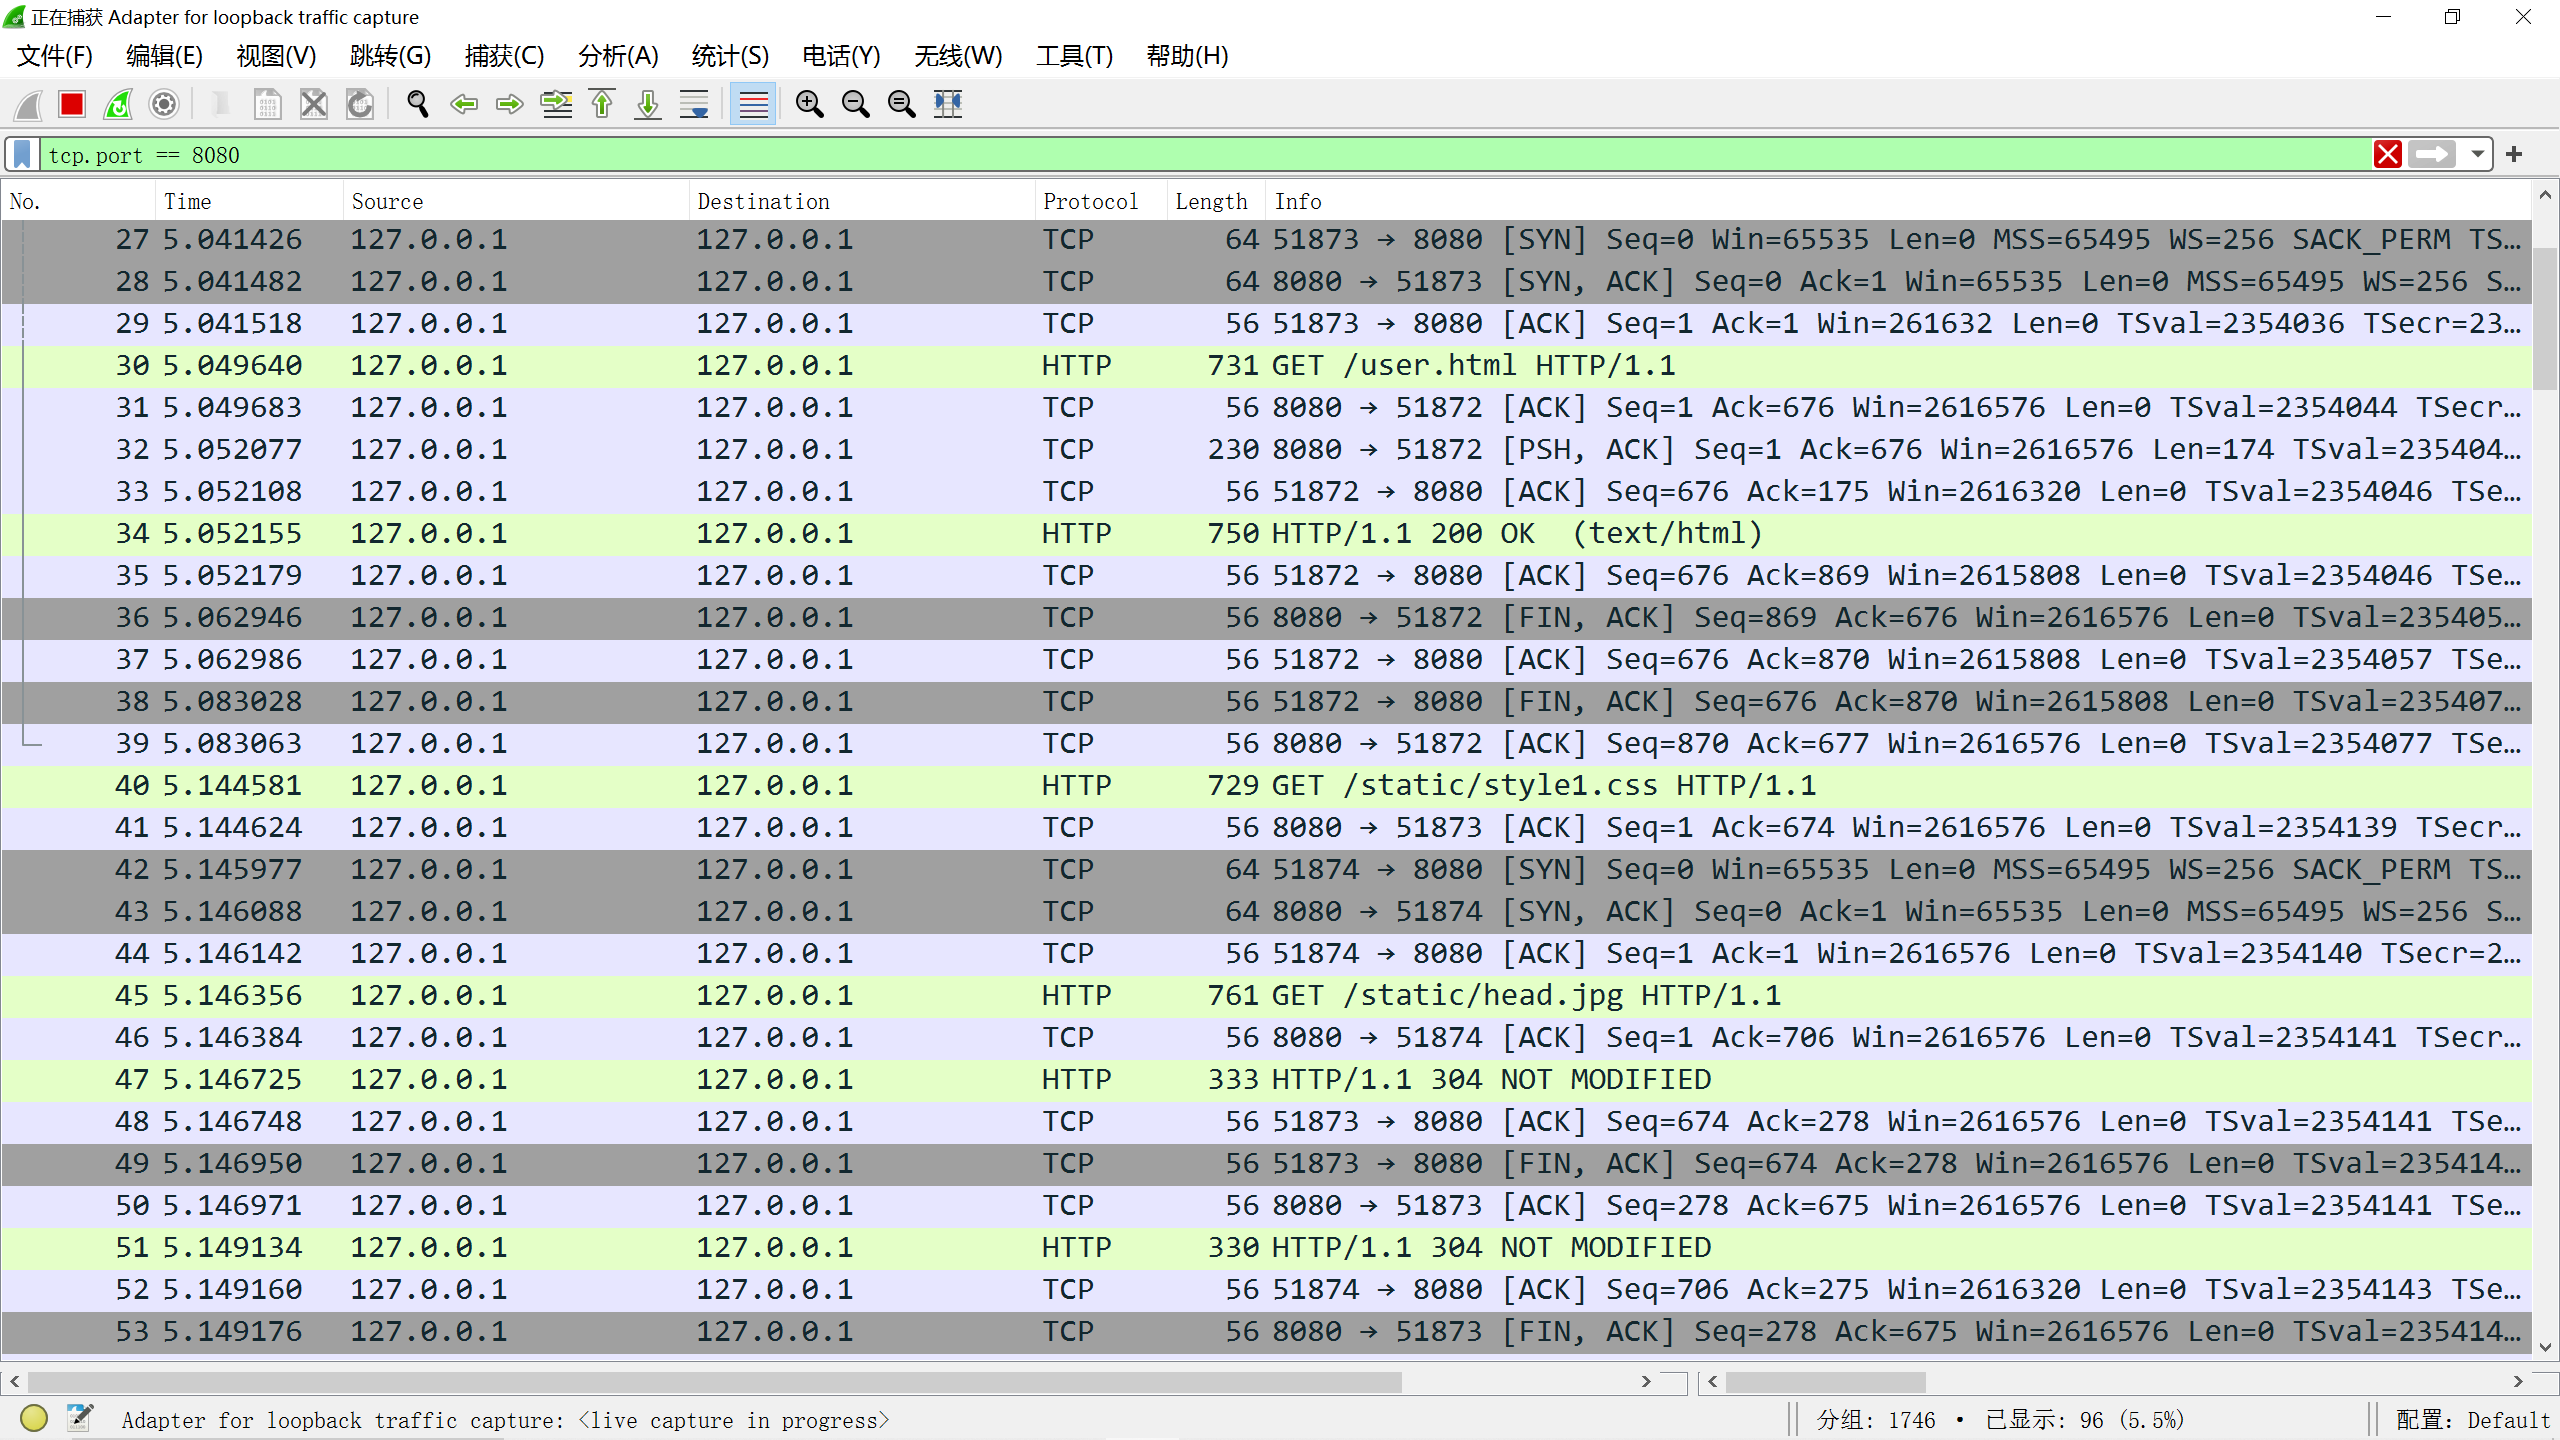 正在捕获 Adapter for loopback traffic capture
文件(F) 编辑(E) 视图(V) 跳转(G) 捕获(C) 分析(A) 统计(S) 电话(Y) 无线(W) 工具(T) 帮助(H)
tcp.port == 8080
No. Time Source Destination Protocol Length Info
27 5.041426 127.0.0.1 127.0.0.1 TCP 64 51873 → 8080 [SYN] Seq=0 Win=65535 Len=0 MSS=65495 WS=256 SACK_PERM TS…
28 5.041482 127.0.0.1 127.0.0.1 TCP 64 8080 → 51873 [SYN, ACK] Seq=0 Ack=1 Win=65535 Len=0 MSS=65495 WS=256 S…
29 5.041518 127.0.0.1 127.0.0.1 TCP 56 51873 → 8080 [ACK] Seq=1 Ack=1 Win=261632 Len=0 TSval=2354036 TSecr=23…
30 5.049640 127.0.0.1 127.0.0.1 HTTP 731 GET /user.html HTTP/1.1
31 5.049683 127.0.0.1 127.0.0.1 TCP 56 8080 → 51872 [ACK] Seq=1 Ack=676 Win=2616576 Len=0 TSval=2354044 TSecr…
32 5.052077 127.0.0.1 127.0.0.1 TCP 230 8080 → 51872 [PSH, ACK] Seq=1 Ack=676 Win=2616576 Len=174 TSval=235404…
33 5.052108 127.0.0.1 127.0.0.1 TCP 56 51872 → 8080 [ACK] Seq=676 Ack=175 Win=2616320 Len=0 TSval=2354046 TSe…
34 5.052155 127.0.0.1 127.0.0.1 HTTP 750 HTTP/1.1 200 OK  (text/html)
35 5.052179 127.0.0.1 127.0.0.1 TCP 56 51872 → 8080 [ACK] Seq=676 Ack=869 Win=2615808 Len=0 TSval=2354046 TSe…
36 5.062946 127.0.0.1 127.0.0.1 TCP 56 8080 → 51872 [FIN, ACK] Seq=869 Ack=676 Win=2616576 Len=0 TSval=235405…
37 5.062986 127.0.0.1 127.0.0.1 TCP 56 51872 → 8080 [ACK] Seq=676 Ack=870 Win=2615808 Len=0 TSval=2354057 TSe…
38 5.083028 127.0.0.1 127.0.0.1 TCP 56 51872 → 8080 [FIN, ACK] Seq=676 Ack=870 Win=2615808 Len=0 TSval=235407…
39 5.083063 127.0.0.1 127.0.0.1 TCP 56 8080 → 51872 [ACK] Seq=870 Ack=677 Win=2616576 Len=0 TSval=2354077 TSe…
40 5.144581 127.0.0.1 127.0.0.1 HTTP 729 GET /static/style1.css HTTP/1.1
41 5.144624 127.0.0.1 127.0.0.1 TCP 56 8080 → 51873 [ACK] Seq=1 Ack=674 Win=2616576 Len=0 TSval=2354139 TSecr…
42 5.145977 127.0.0.1 127.0.0.1 TCP 64 51874 → 8080 [SYN] Seq=0 Win=65535 Len=0 MSS=65495 WS=256 SACK_PERM TS…
43 5.146088 127.0.0.1 127.0.0.1 TCP 64 8080 → 51874 [SYN, ACK] Seq=0 Ack=1 Win=65535 Len=0 MSS=65495 WS=256 S…
44 5.146142 127.0.0.1 127.0.0.1 TCP 56 51874 → 8080 [ACK] Seq=1 Ack=1 Win=2616576 Len=0 TSval=2354140 TSecr=2…
45 5.146356 127.0.0.1 127.0.0.1 HTTP 761 GET /static/head.jpg HTTP/1.1
46 5.146384 127.0.0.1 127.0.0.1 TCP 56 8080 → 51874 [ACK] Seq=1 Ack=706 Win=2616576 Len=0 TSval=2354141 TSecr…
47 5.146725 127.0.0.1 127.0.0.1 HTTP 333 HTTP/1.1 304 NOT MODIFIED
48 5.146748 127.0.0.1 127.0.0.1 TCP 56 51873 → 8080 [ACK] Seq=674 Ack=278 Win=2616576 Len=0 TSval=2354141 TSe…
49 5.146950 127.0.0.1 127.0.0.1 TCP 56 51873 → 8080 [FIN, ACK] Seq=674 Ack=278 Win=2616576 Len=0 TSval=235414…
50 5.146971 127.0.0.1 127.0.0.1 TCP 56 8080 → 51873 [ACK] Seq=278 Ack=675 Win=2616576 Len=0 TSval=2354141 TSe…
51 5.149134 127.0.0.1 127.0.0.1 HTTP 330 HTTP/1.1 304 NOT MODIFIED
52 5.149160 127.0.0.1 127.0.0.1 TCP 56 51874 → 8080 [ACK] Seq=706 Ack=275 Win=2616320 Len=0 TSval=2354143 TSe…
53 5.149176 127.0.0.1 127.0.0.1 TCP 56 8080 → 51873 [FIN, ACK] Seq=278 Ack=675 Win=2616576 Len=0 TSval=235414…
Adapter for loopback traffic capture: <live capture in progress> 分组: 1746 · 已显示: 96 (5.5%) 配置: Default